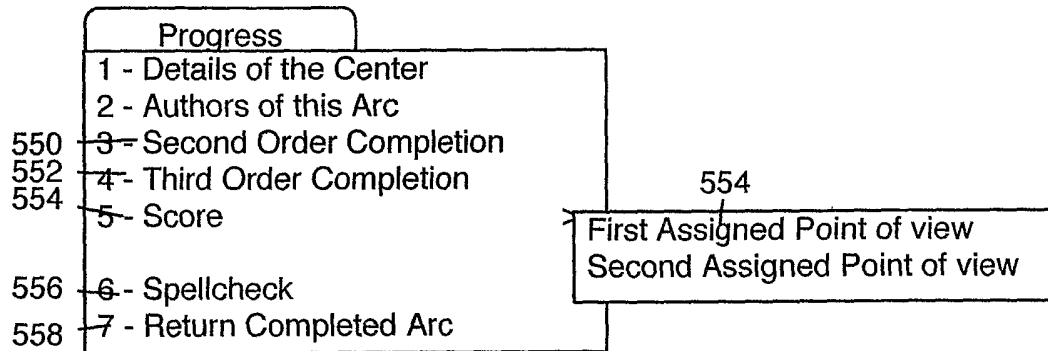 Progress
1 - Details of the Center
2 - Authors of this Arc
550 3 - Second Order Completion
552 4 - Third Order Completion
554 5 - Score
554
First Assigned Point of view
Second Assigned Point of view
556 6 - Spellcheck
558 7 - Return Completed Arc